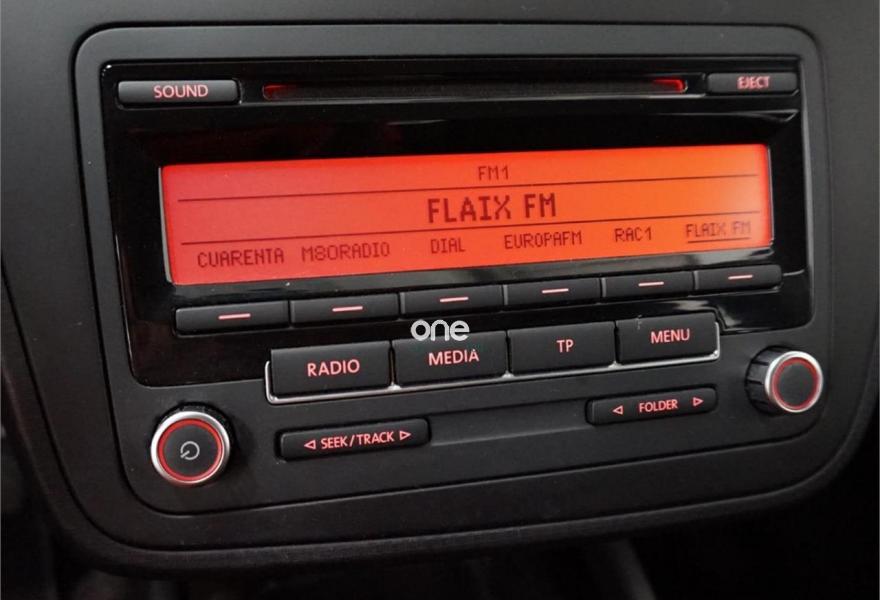 SOUND EJECT
FM1
FLAIX FM
CUARENTA M80RADIO DIAL EUROPAFM RAC1 FLAIX FM
one
RADIO MEDIA TP MENU
SEEK/TRACK FOLDER